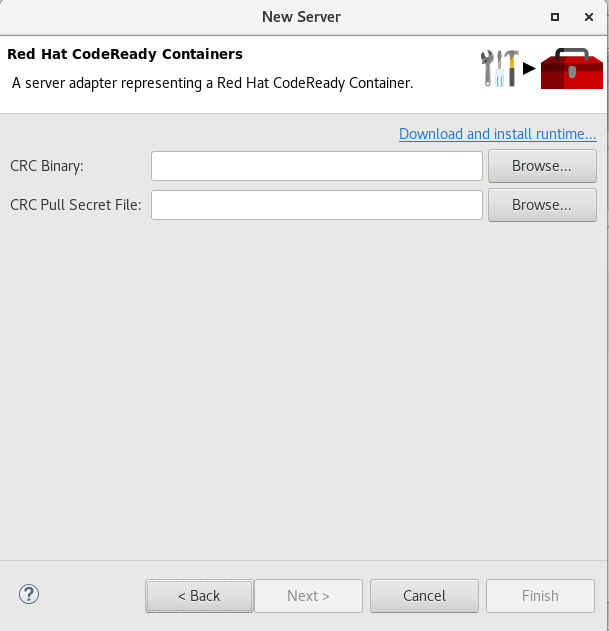 New Server
Red Hat CodeReady Containers
A server adapter representing a Red Hat CodeReady Container.
Download and install runtime...
CRC Binary: Browse...
CRC Pull Secret File: Browse...
? < Back Next > Cancel Finish